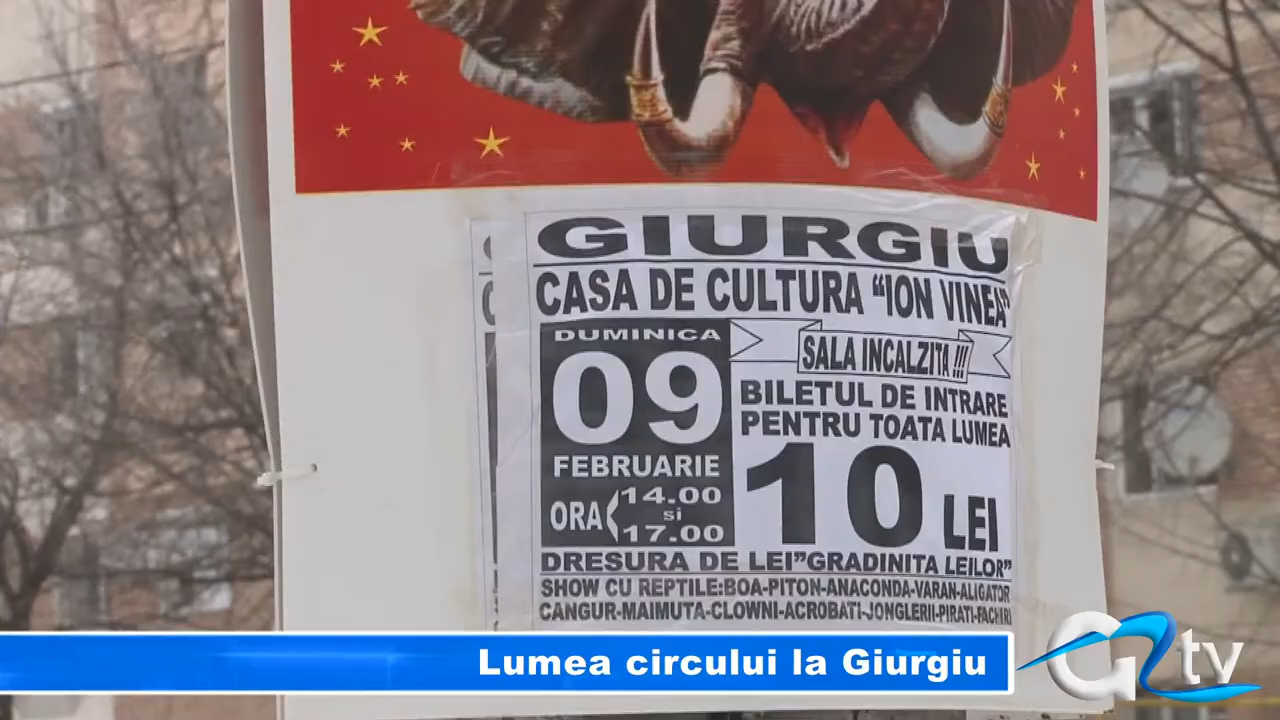 GIURGIU
CASA DE CULTURA “ION VINEA”
DUMINICA
09
FEBRUARIE
ORA 14.00
si
17.00
SALA INCALZITA !!!
BILETUL DE INTRARE
PENTRU TOATA LUMEA
10 LEI
DRESURA DE LEI”GRADINITA LEILOR”
SHOW CU REPTILE:BOA-PITON-ANACONDA-VARAN-ALIGATOR
CANGUR-MAIMUTA-CLOWNI-ACROBATI-JONGLERII-PIRATI-FACHIRI
Lumea circului la Giurgiu
G tv